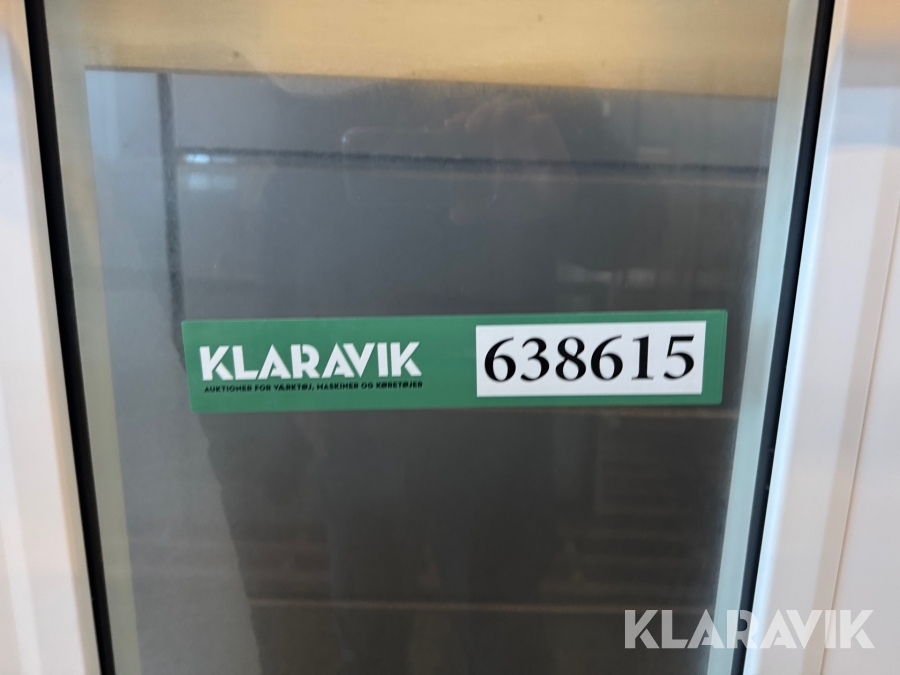 KLARAVIK
AUKTIONER FOR VÆRKTØJ, MASKINER OG KØRETØJER
638615
KLARAVIK